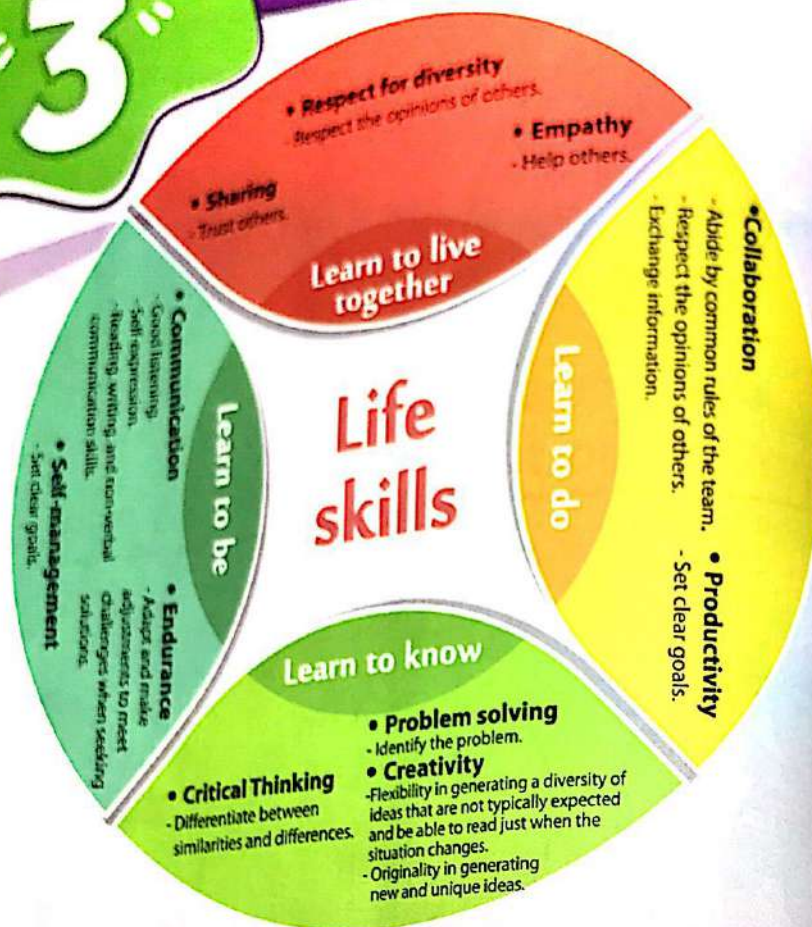 "3"
• Respect for diversity
- Respect the opinions of others.
• Empathy
- Help others.
• Sharing
- Trust others.
Learn to live
together
• Collaboration
- Abide by common rules of the team.
- Respect the opinions of others.
- Exchange information.
• Productivity
- Set clear goals.
Learn to do
Life
skills
Learn to be
• Communication
- Good listening.
- Self-expression.
- Reading, writing and non-verbal
communication skills.
• Self-management
- Set clear goals.
• Endurance
- Adapt and make
adjustments to meet
challenges when seeking
solutions.
Learn to know
• Critical Thinking
- Differentiate between
similarities and differences.
• Problem solving
- Identify the problem.
• Creativity
-Flexibility in generating a diversity of
ideas that are not typically expected
and be able to read just when the
situation changes.
- Originality in generating
new and unique ideas.